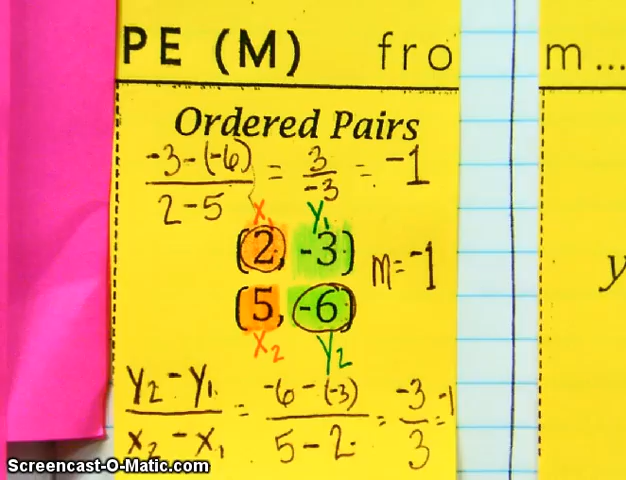 PE (M) fro m...
Ordered Pairs
-3-(-6) / 2-5 = 3 / -3 = -1
x₁ y₁
(2, -3)
m=-1
(5, -6)
x₂ y₂
y₂-y₁ / x₂-x₁ = -6-(-3) / 5-2 = -3 / 3 = -1
y
Screencast-O-Matic.com